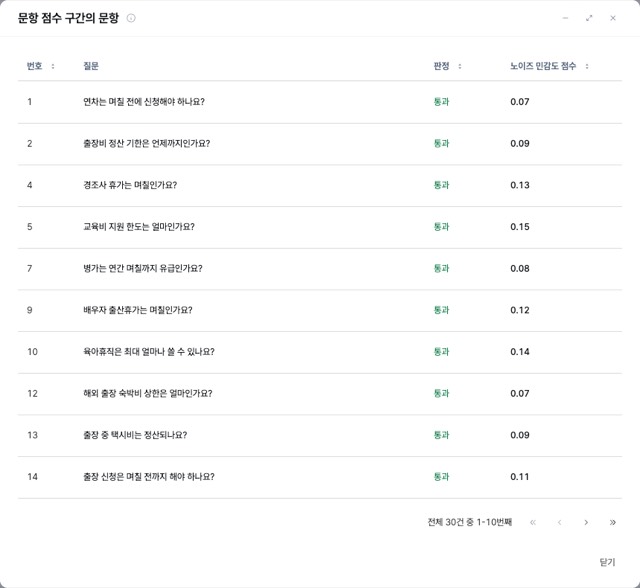 문항 점수 구간의 문항
번호 질문 판정 노이즈 민감도 점수
1 연차는 며칠 전에 신청해야 하나요? 통과 0.07
2 출장비 정산 기한은 언제까지인가요? 통과 0.09
4 경조사 휴가는 며칠인가요? 통과 0.13
5 교육비 지원 한도는 얼마인가요? 통과 0.15
7 병가는 연간 며칠까지 유급인가요? 통과 0.08
9 배우자 출산휴가는 며칠인가요? 통과 0.12
10 육아휴직은 최대 얼마나 쓸 수 있나요? 통과 0.14
12 해외 출장 숙박비 상한은 얼마인가요? 통과 0.07
13 출장 중 택시비는 정산되나요? 통과 0.09
14 출장 신청은 며칠 전까지 해야 하나요? 통과 0.11
전체 30건 중 1-10번째
닫기